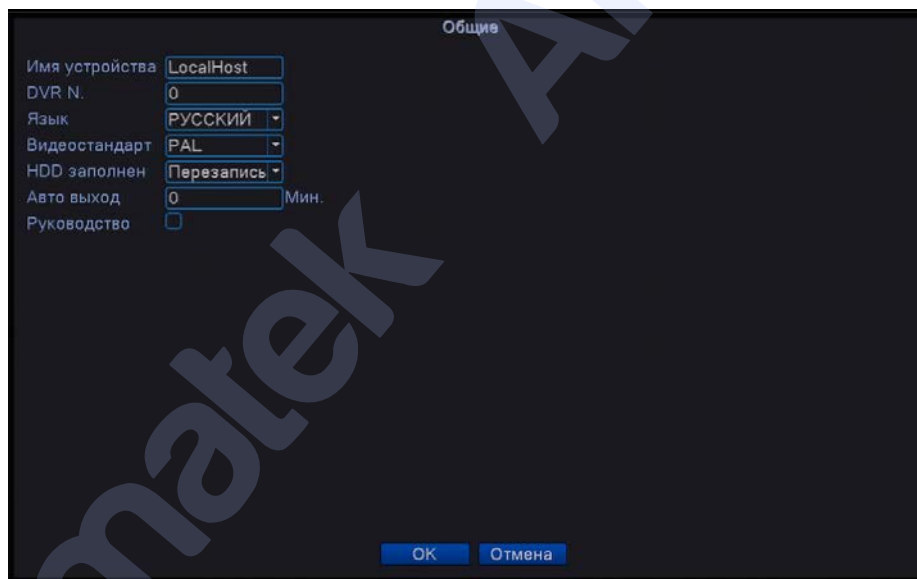 Общие
Имя устройства LocalHost
DVR N. 0
Язык РУССКИЙ
Видеостандарт PAL
HDD заполнен Перезапись
Авто выход 0 Мин.
Руководство
OK Отмена
matek